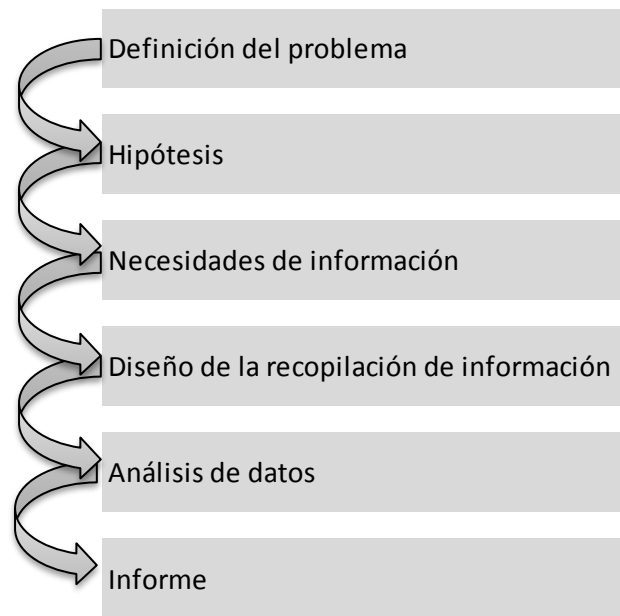 Definición del problema
Hipótesis
Necesidades de información
Diseño de la recopilación de información
Análisis de datos
Informe